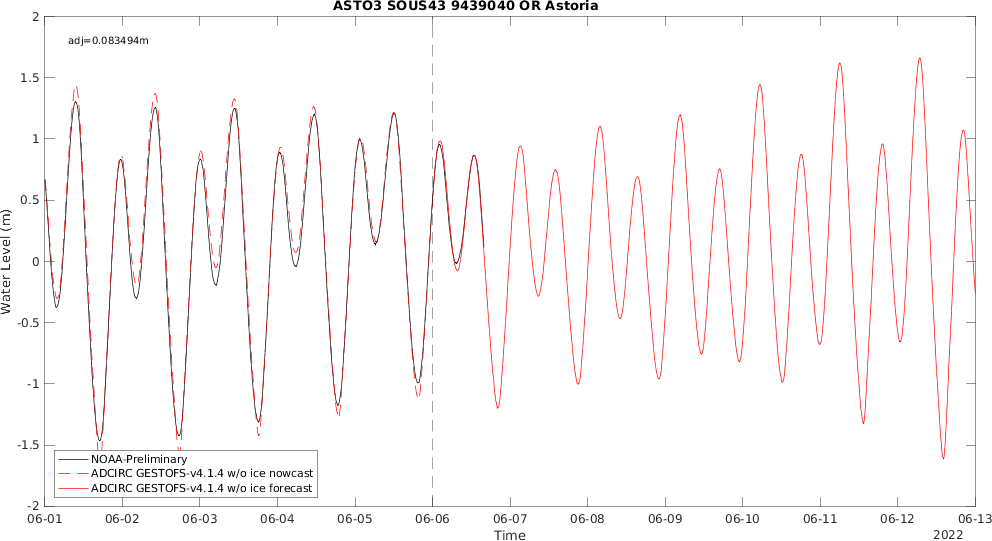 ASTO3 SOUS43 9439040 OR Astoria
adj=0.083494m
Water Level (m)
2
1.5
1
0.5
0
-0.5
-1
-1.5
-2
NOAA-Preliminary
ADCIRC GESTOFS-v4.1.4 w/o ice nowcast
ADCIRC GESTOFS-v4.1.4 w/o ice forecast
06-01 06-02 06-03 06-04 06-05 06-06 06-07 06-08 06-09 06-10 06-11 06-12 06-13
Time
2022